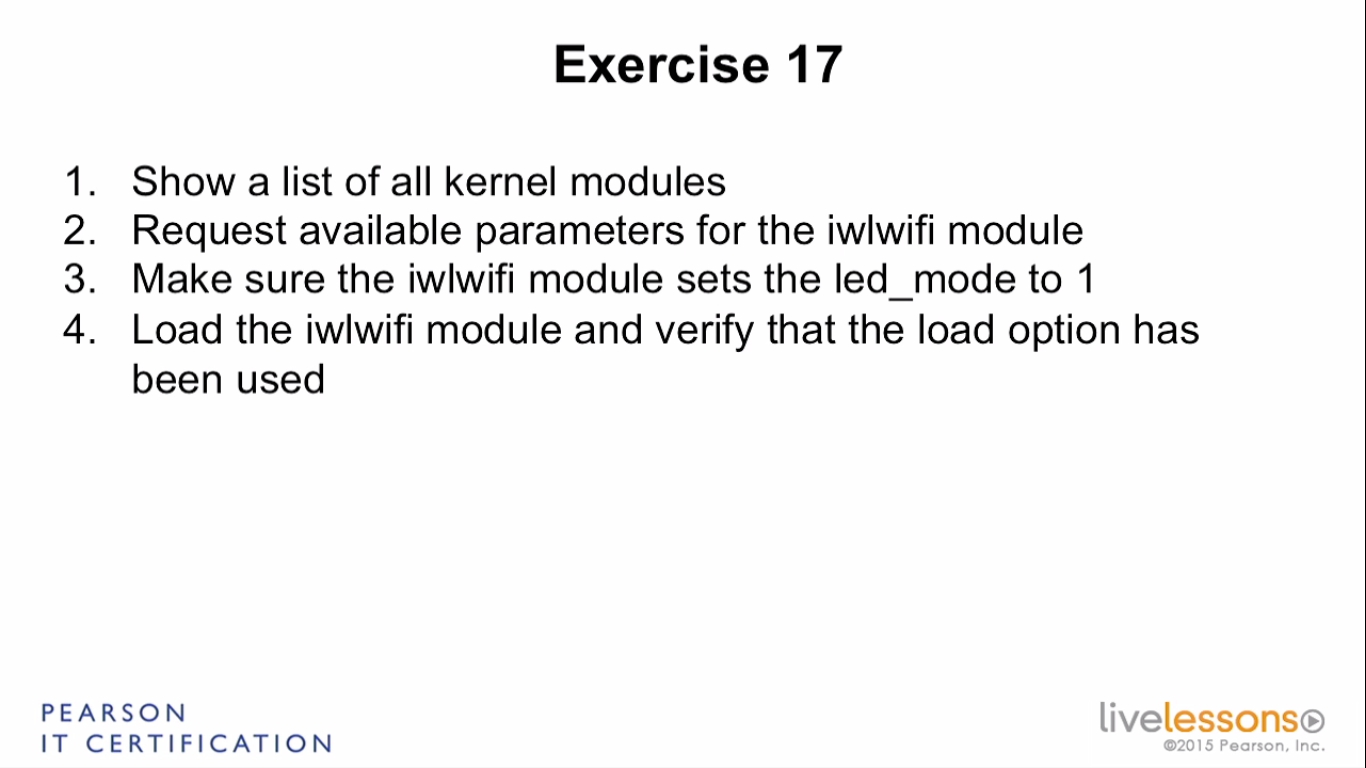 Exercise 17
1. Show a list of all kernel modules
2. Request available parameters for the iwlwifi module
3. Make sure the iwlwifi module sets the led_mode to 1
4. Load the iwlwifi module and verify that the load option has
been used
PEARSON
IT CERTIFICATION
livelessons
©2015 Pearson, Inc.